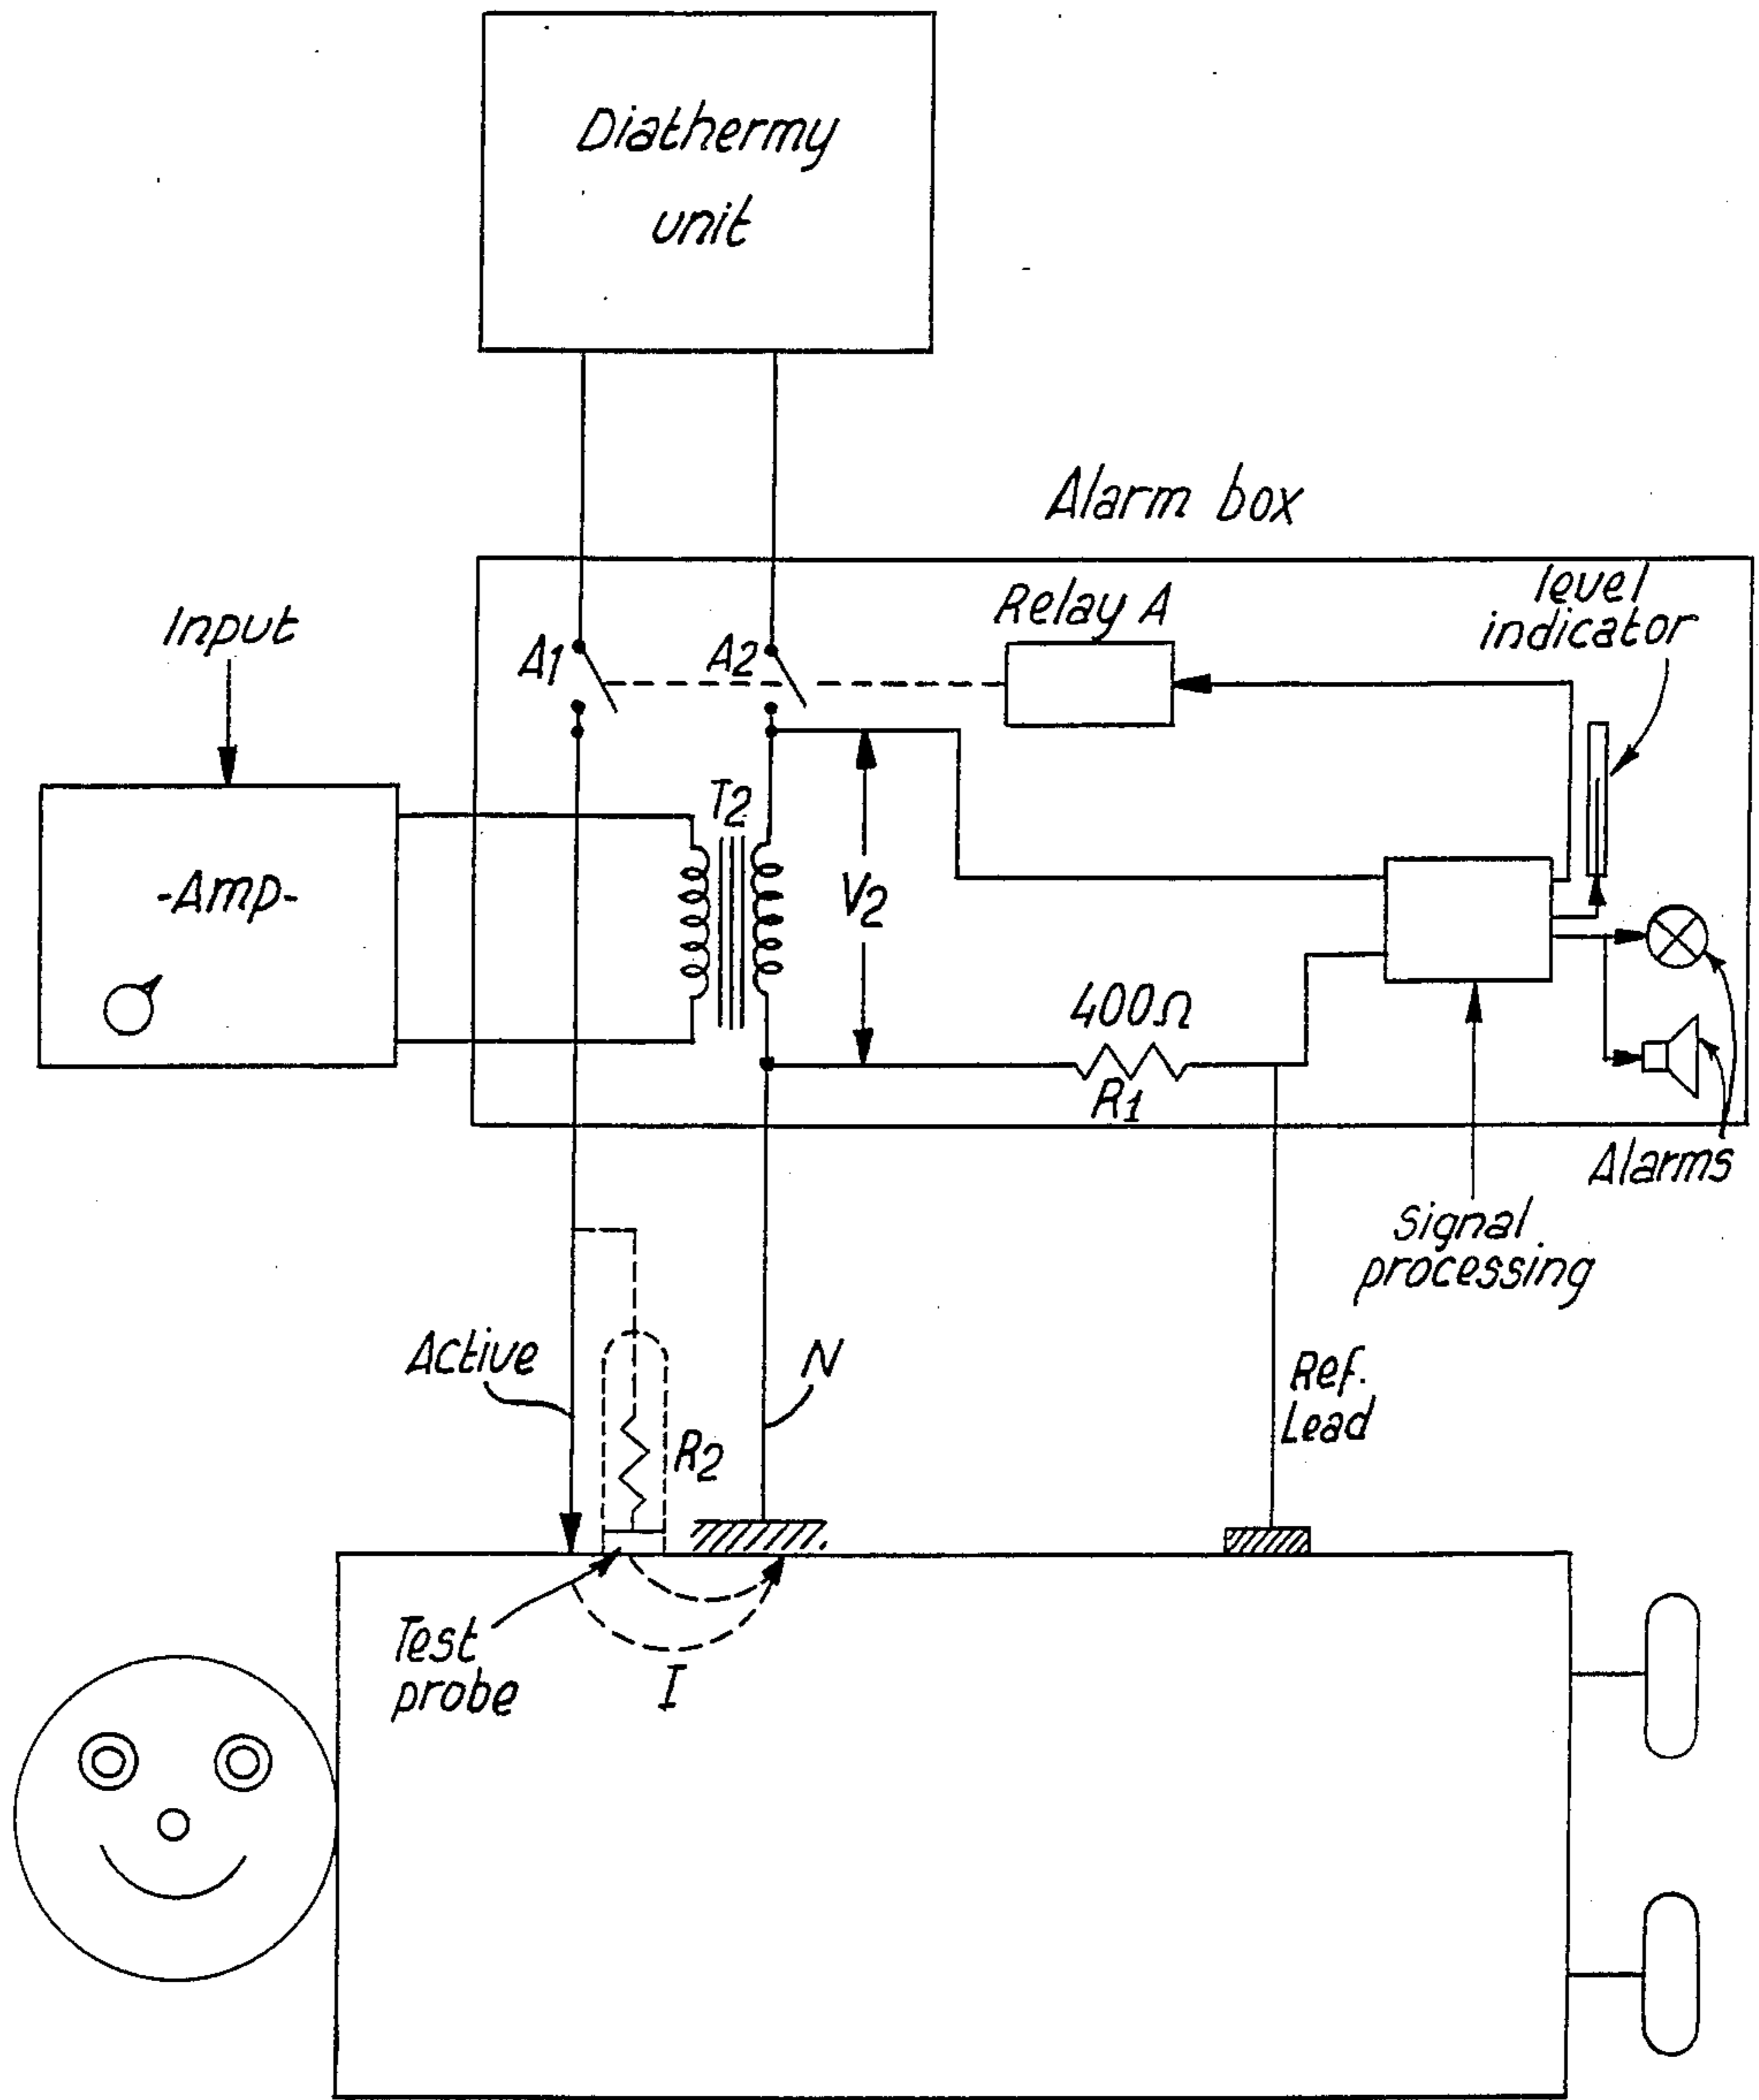 Diathermy
unit
Alarm box
level
indicator
Relay A
Input
A1
A2
T2
-Amp-
V2
400Ω
R1
Alarms
Signal
processing
Active
N
Ref.
Lead
R2
Test
probe
I